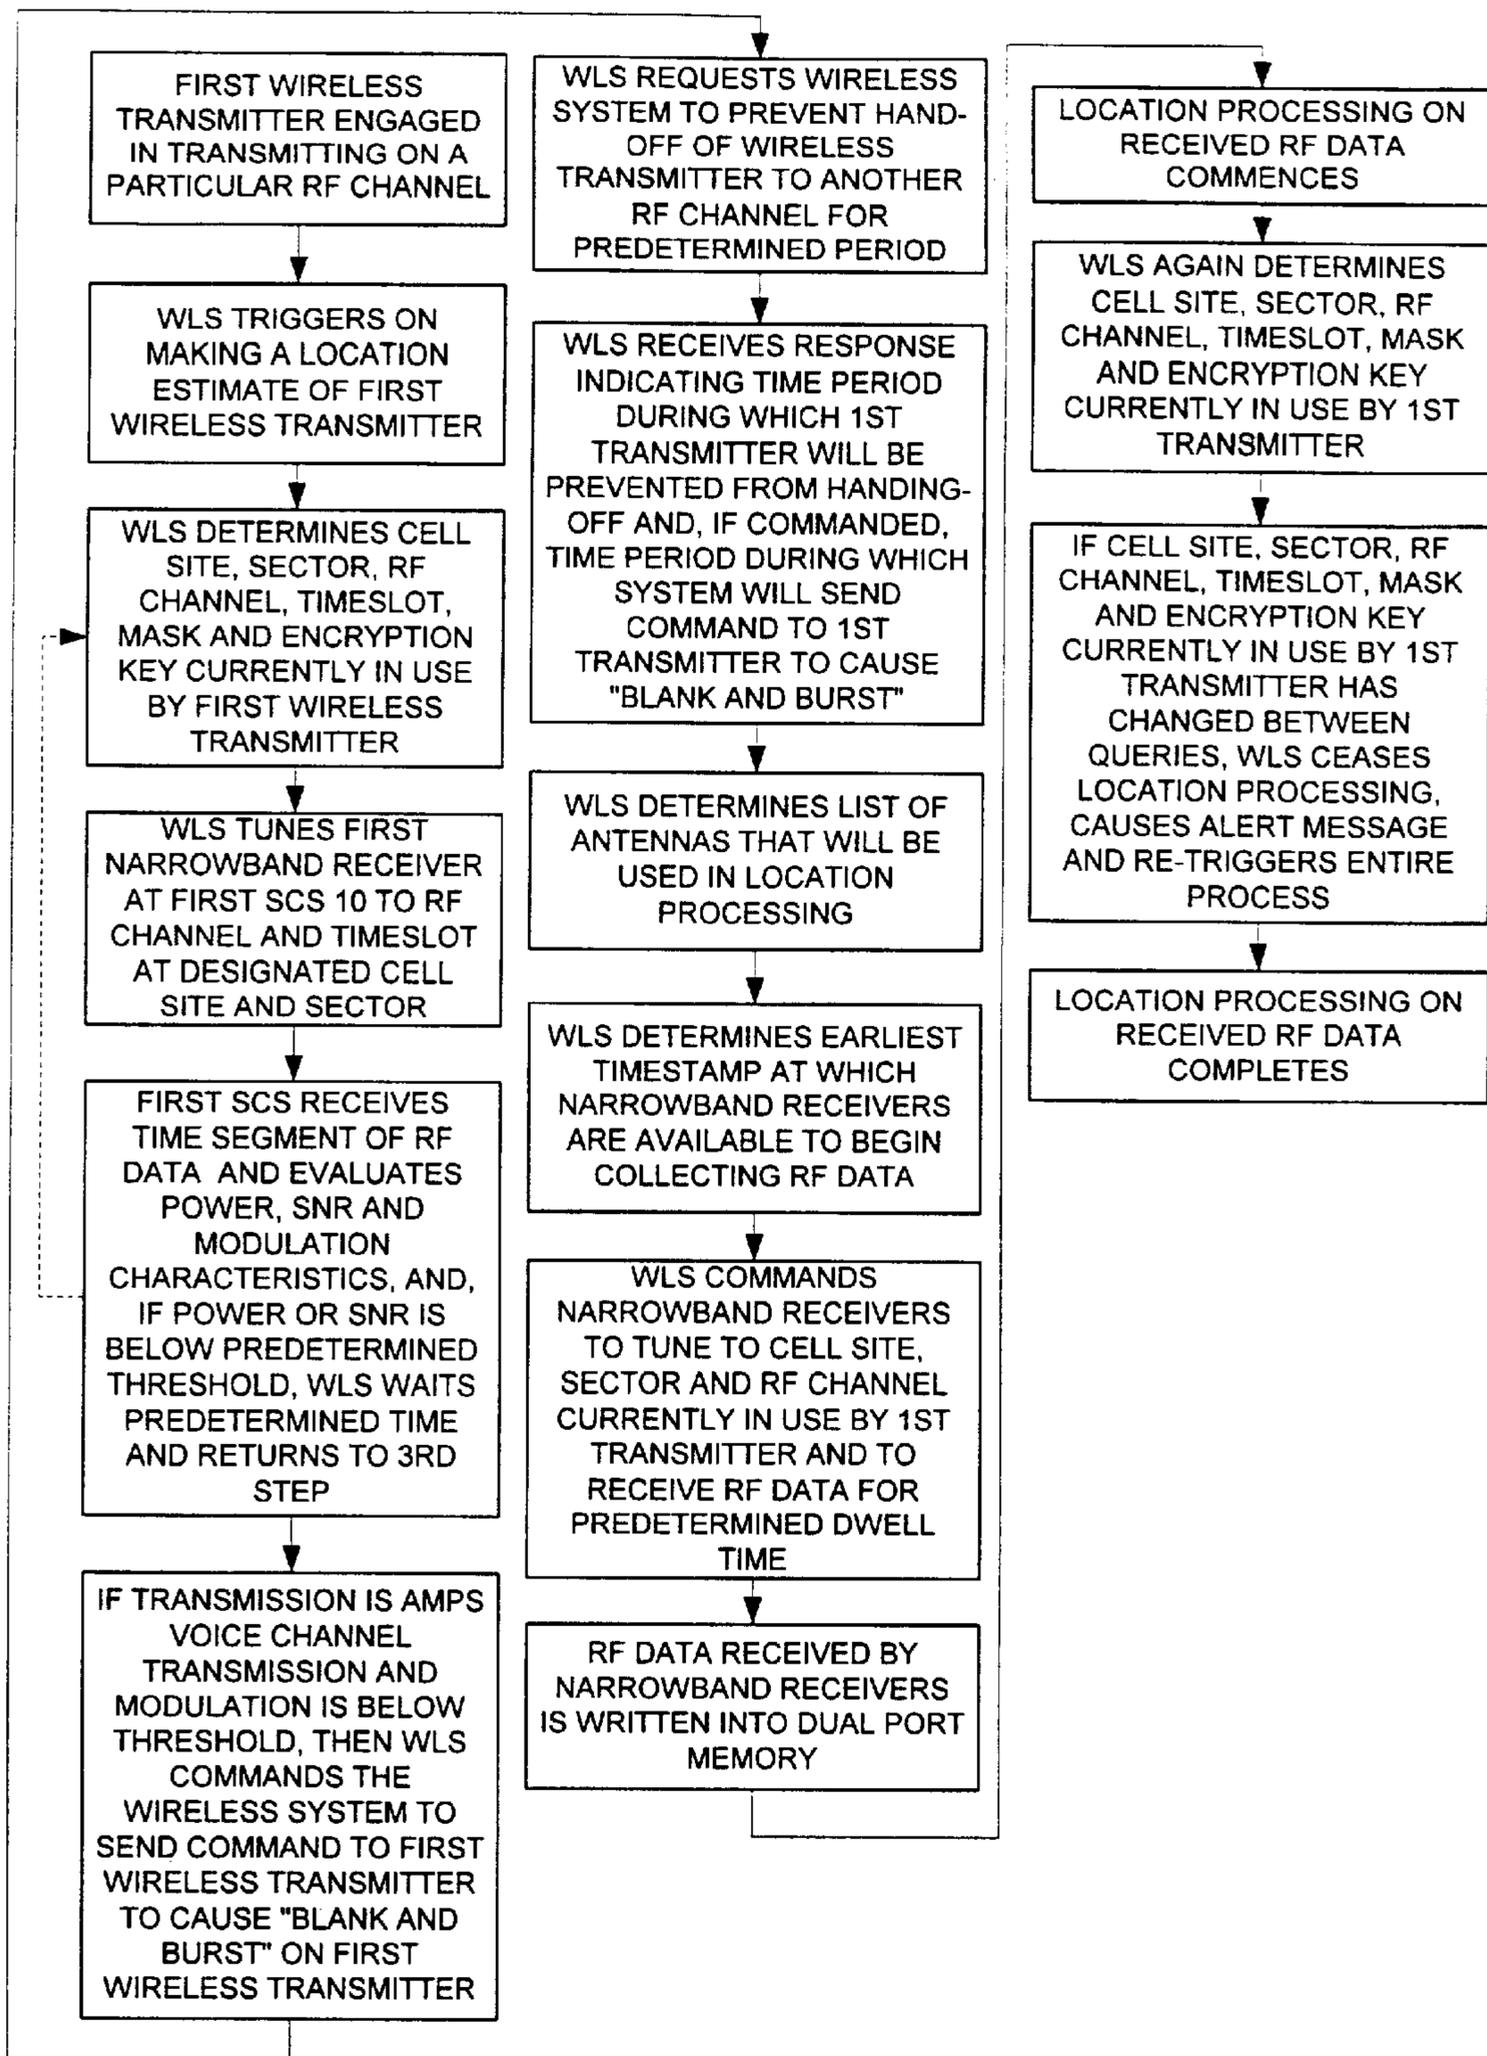 FIRST WIRELESS
TRANSMITTER ENGAGED
IN TRANSMITTING ON A
PARTICULAR RF CHANNEL
WLS TRIGGERS ON
MAKING A LOCATION
ESTIMATE OF FIRST
WIRELESS TRANSMITTER
WLS DETERMINES CELL
SITE, SECTOR, RF
CHANNEL, TIMESLOT,
MASK AND ENCRYPTION
KEY CURRENTLY IN USE
BY FIRST WIRELESS
TRANSMITTER
WLS TUNES FIRST
NARROWBAND RECEIVER
AT FIRST SCS 10 TO RF
CHANNEL AND TIMESLOT
AT DESIGNATED CELL
SITE AND SECTOR
FIRST SCS RECEIVES
TIME SEGMENT OF RF
DATA AND EVALUATES
POWER, SNR AND
MODULATION
CHARACTERISTICS, AND,
IF POWER OR SNR IS
BELOW PREDETERMINED
THRESHOLD, WLS WAITS
PREDETERMINED TIME
AND RETURNS TO 3RD
STEP
IF TRANSMISSION IS AMPS
VOICE CHANNEL
TRANSMISSION AND
MODULATION IS BELOW
THRESHOLD, THEN WLS
COMMANDS THE
WIRELESS SYSTEM TO
SEND COMMAND TO FIRST
WIRELESS TRANSMITTER
TO CAUSE "BLANK AND
BURST" ON FIRST
WIRELESS TRANSMITTER
WLS REQUESTS WIRELESS
SYSTEM TO PREVENT HAND-
OFF OF WIRELESS
TRANSMITTER TO ANOTHER
RF CHANNEL FOR
PREDETERMINED PERIOD
WLS RECEIVES RESPONSE
INDICATING TIME PERIOD
DURING WHICH 1ST
TRANSMITTER WILL BE
PREVENTED FROM HANDING-
OFF AND, IF COMMANDED,
TIME PERIOD DURING WHICH
SYSTEM WILL SEND
COMMAND TO 1ST
TRANSMITTER TO CAUSE
"BLANK AND BURST"
WLS DETERMINES LIST OF
ANTENNAS THAT WILL BE
USED IN LOCATION
PROCESSING
WLS DETERMINES EARLIEST
TIMESTAMP AT WHICH
NARROWBAND RECEIVERS
ARE AVAILABLE TO BEGIN
COLLECTING RF DATA
WLS COMMANDS
NARROWBAND RECEIVERS
TO TUNE TO CELL SITE,
SECTOR AND RF CHANNEL
CURRENTLY IN USE BY 1ST
TRANSMITTER AND TO
RECEIVE RF DATA FOR
PREDETERMINED DWELL
TIME
RF DATA RECEIVED BY
NARROWBAND RECEIVERS
IS WRITTEN INTO DUAL PORT
MEMORY
LOCATION PROCESSING ON
RECEIVED RF DATA
COMMENCES
WLS AGAIN DETERMINES
CELL SITE, SECTOR, RF
CHANNEL, TIMESLOT, MASK
AND ENCRYPTION KEY
CURRENTLY IN USE BY 1ST
TRANSMITTER
IF CELL SITE, SECTOR, RF
CHANNEL, TIMESLOT, MASK
AND ENCRYPTION KEY
CURRENTLY IN USE BY 1ST
TRANSMITTER HAS
CHANGED BETWEEN
QUERIES, WLS CEASES
LOCATION PROCESSING,
CAUSES ALERT MESSAGE
AND RE-TRIGGERS ENTIRE
PROCESS
LOCATION PROCESSING ON
RECEIVED RF DATA
COMPLETES